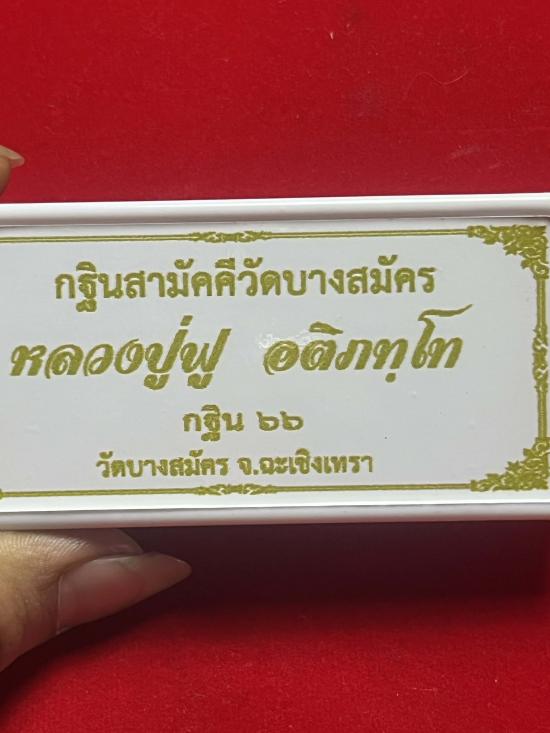 กฐินสามัคคีวัดบางสมัคร
หลวงปู่ฟู อติภทฺโท
กฐิน ๖๖
วัดบางสมัคร จ.ฉะเชิงเทรา